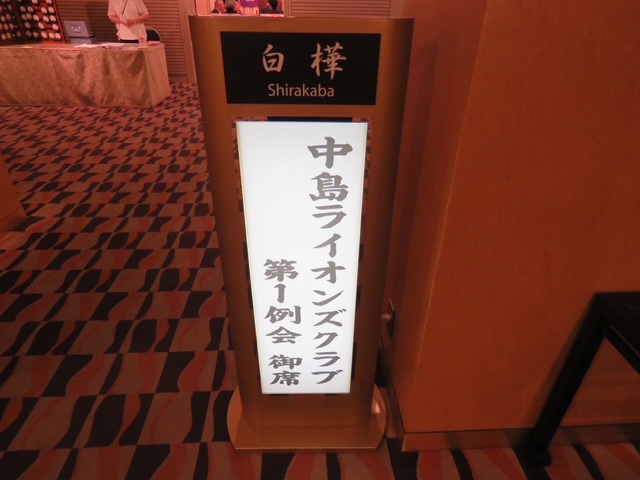 白樺
Shirakaba
中島ライオンズクラブ
第1例会 御席